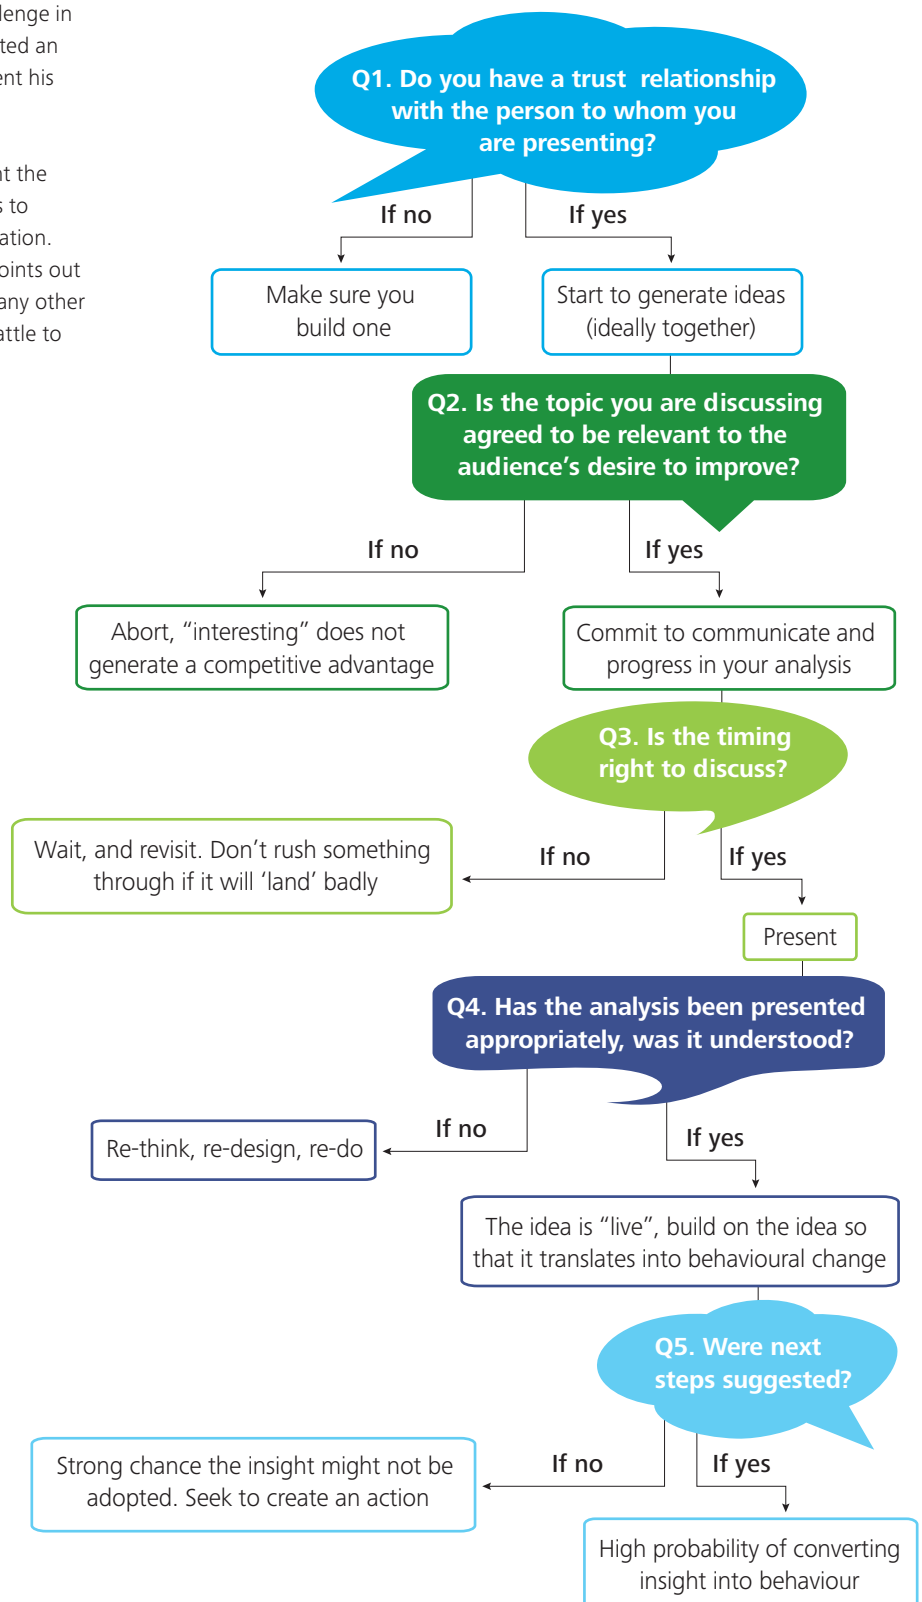 lenge in
ted an
ent his
nt the
s to
ation.
oints out
any other
attle to
Q1. Do you have a trust relationship
with the person to whom you
are presenting?
If no
If yes
Make sure you
build one
Start to generate ideas
(ideally together)
Q2. Is the topic you are discussing
agreed to be relevant to the
audience’s desire to improve?
If no
If yes
Abort, “interesting” does not
generate a competitive advantage
Commit to communicate and
progress in your analysis
Q3. Is the timing
right to discuss?
If no
If yes
Wait, and revisit. Don’t rush something
through if it will ‘land’ badly
Present
Q4. Has the analysis been presented
appropriately, was it understood?
If no
If yes
Re-think, re-design, re-do
The idea is “live”, build on the idea so
that it translates into behavioural change
Q5. Were next
steps suggested?
If no
If yes
Strong chance the insight might not be
adopted. Seek to create an action
High probability of converting
insight into behaviour